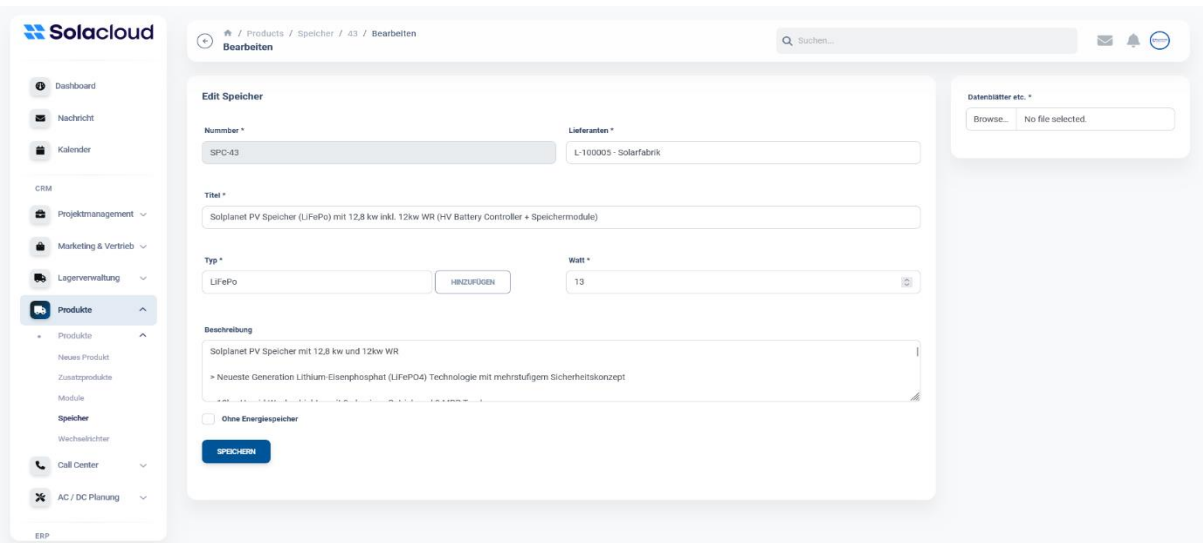 Solacloud
Dashboard
Nachricht
Kalender
CRM
Projektmanagement
Marketing & Vertrieb
Lagerverwaltung
Produkte
Produkte
Neues Produkt
Zusatzprodukte
Module
Speicher
Wechselrichter
Call Center
AC / DC Planung
ERP
/ Products / Speicher / 43 / Bearbeiten
Bearbeiten
Suchen...
Edit Speicher
Nummber *
Lieferanten *
SPC-43
L-100005 - Solarfabrik
Titel *
Solplanet PV Speicher (LiFePo) mit 12,8 kw inkl. 12kw WR (HV Battery Controller + Speichermodule)
Typ *
Watt *
LiFePo
HINZUFÜGEN
13
Beschreibung
Solplanet PV Speicher mit 12,8 kw und 12kw WR
> Neueste Generation Lithium-Eisenphosphat (LiFePO4) Technologie mit mehrstufigem Sicherheitskonzept
Ohne Energiespeicher
SPEICHERN
Datenblätter etc. *
Browse... No file selected.